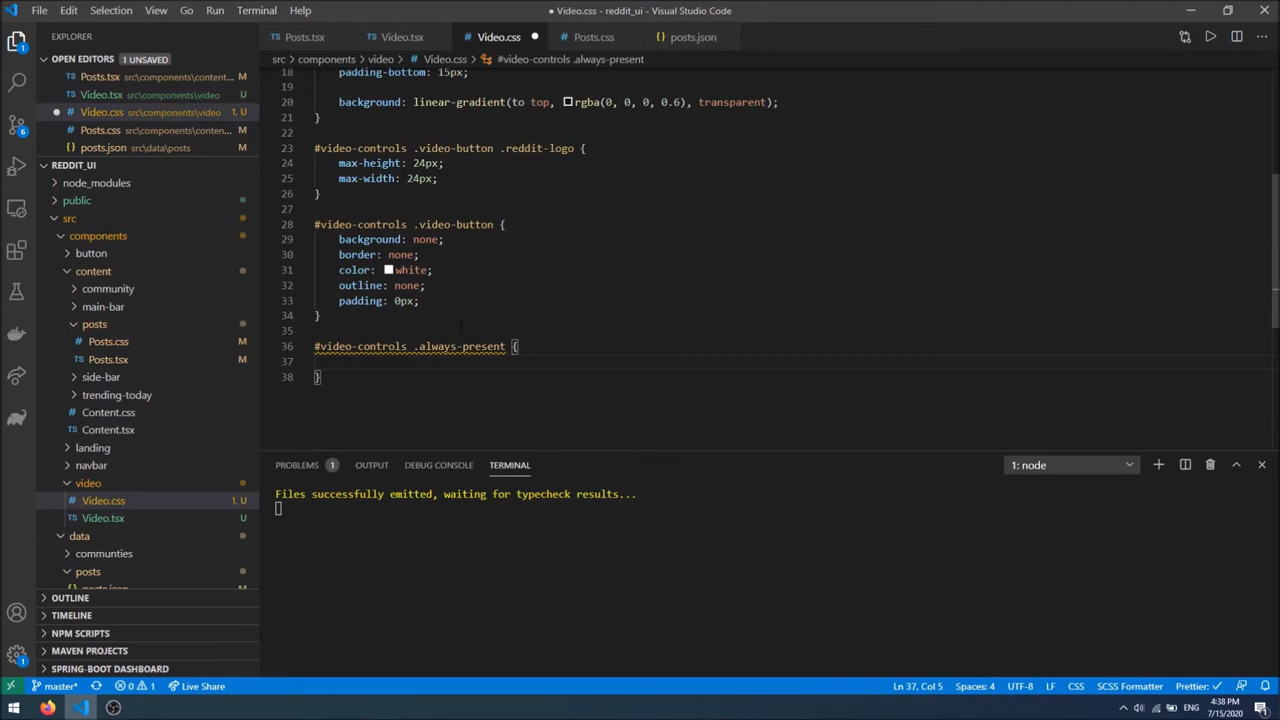 File Edit Selection View Go Run Terminal Help
● Video.css - reddit_ui - Visual Studio Code
EXPLORER
Posts.tsx
Video.tsx
Video.css
Posts.css
posts.json
OPEN EDITORS 1 UNSAVED
Posts.tsx src\components\content... M
Video.tsx src\components\video U
Video.css src\components\video 1, U
Posts.css src\components\conten... M
posts.json src\data\posts M
REDDIT_UI
node_modules
public
src
components
button
content
community
main-bar
posts
Posts.css M
Posts.tsx M
side-bar
trending-today
Content.css
Content.tsx
landing
navbar
video
Video.css 1, U
Video.tsx U
data
communties
posts
posts.json M
OUTLINE
TIMELINE
NPM SCRIPTS
MAVEN PROJECTS
SPRING-BOOT DASHBOARD
src > components > video > # Video.css > #video-controls .always-present
18 padding-bottom: 15px;
19
20 background: linear-gradient(to top, rgba(0, 0, 0, 0.6), transparent);
21 }
22
23 #video-controls .video-button .reddit-logo {
24 max-height: 24px;
25 max-width: 24px;
26 }
27
28 #video-controls .video-button {
29 background: none;
30 border: none;
31 color: white;
32 outline: none;
33 padding: 0px;
34 }
35
36 #video-controls .always-present {
37
38 }
PROBLEMS 1 OUTPUT DEBUG CONSOLE TERMINAL
1: node
Files successfully emitted, waiting for typecheck results...
master* 0 1 Live Share
Ln 37, Col 5 Spaces: 4 UTF-8 LF CSS SCSS Formatter Prettier: ✓
ENG
4:38 PM
7/15/2020